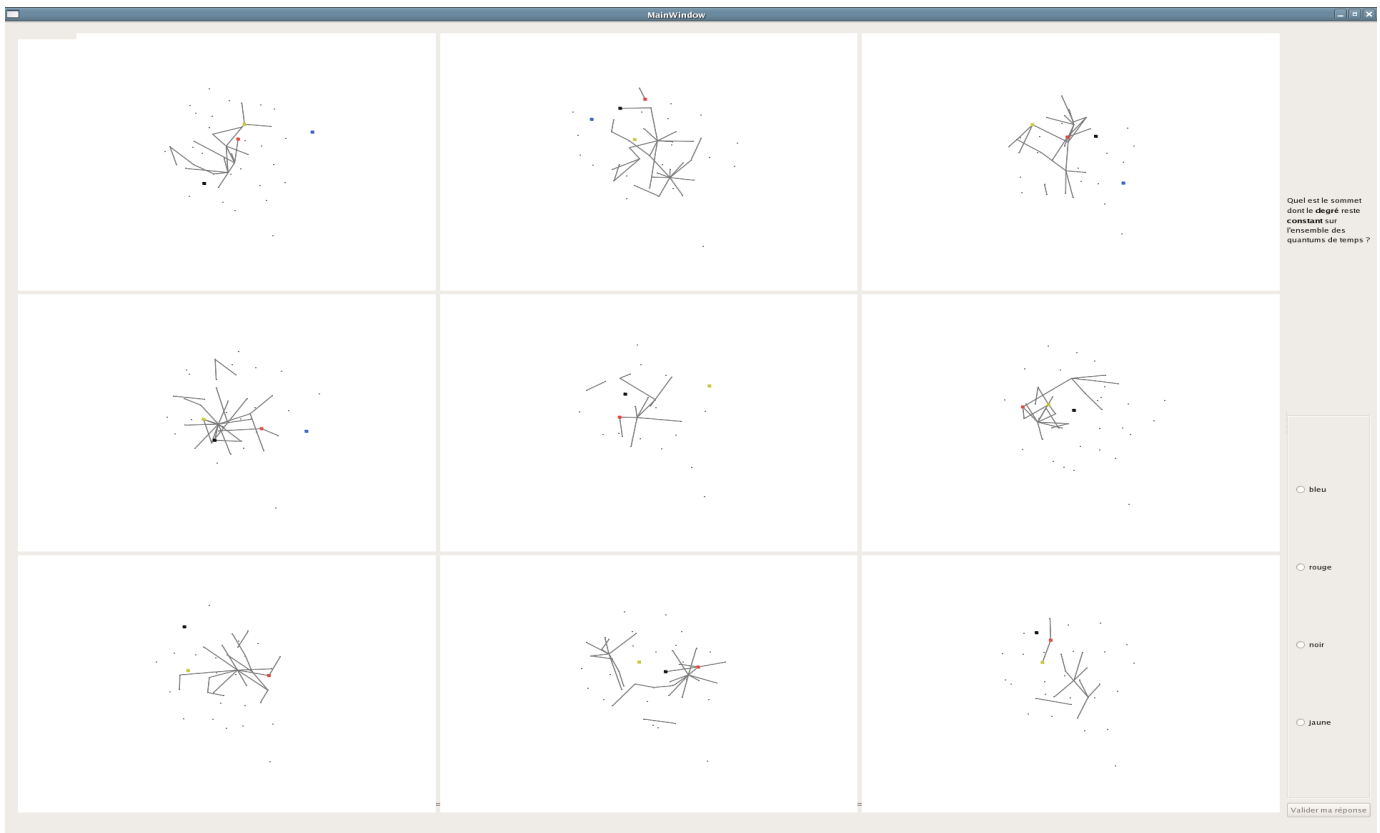 MainWindow
Quel est le sommet
dont le degré reste
constant sur
l'ensemble des
quantums de temps ?
bleu
rouge
noir
jaune
Valider ma réponse